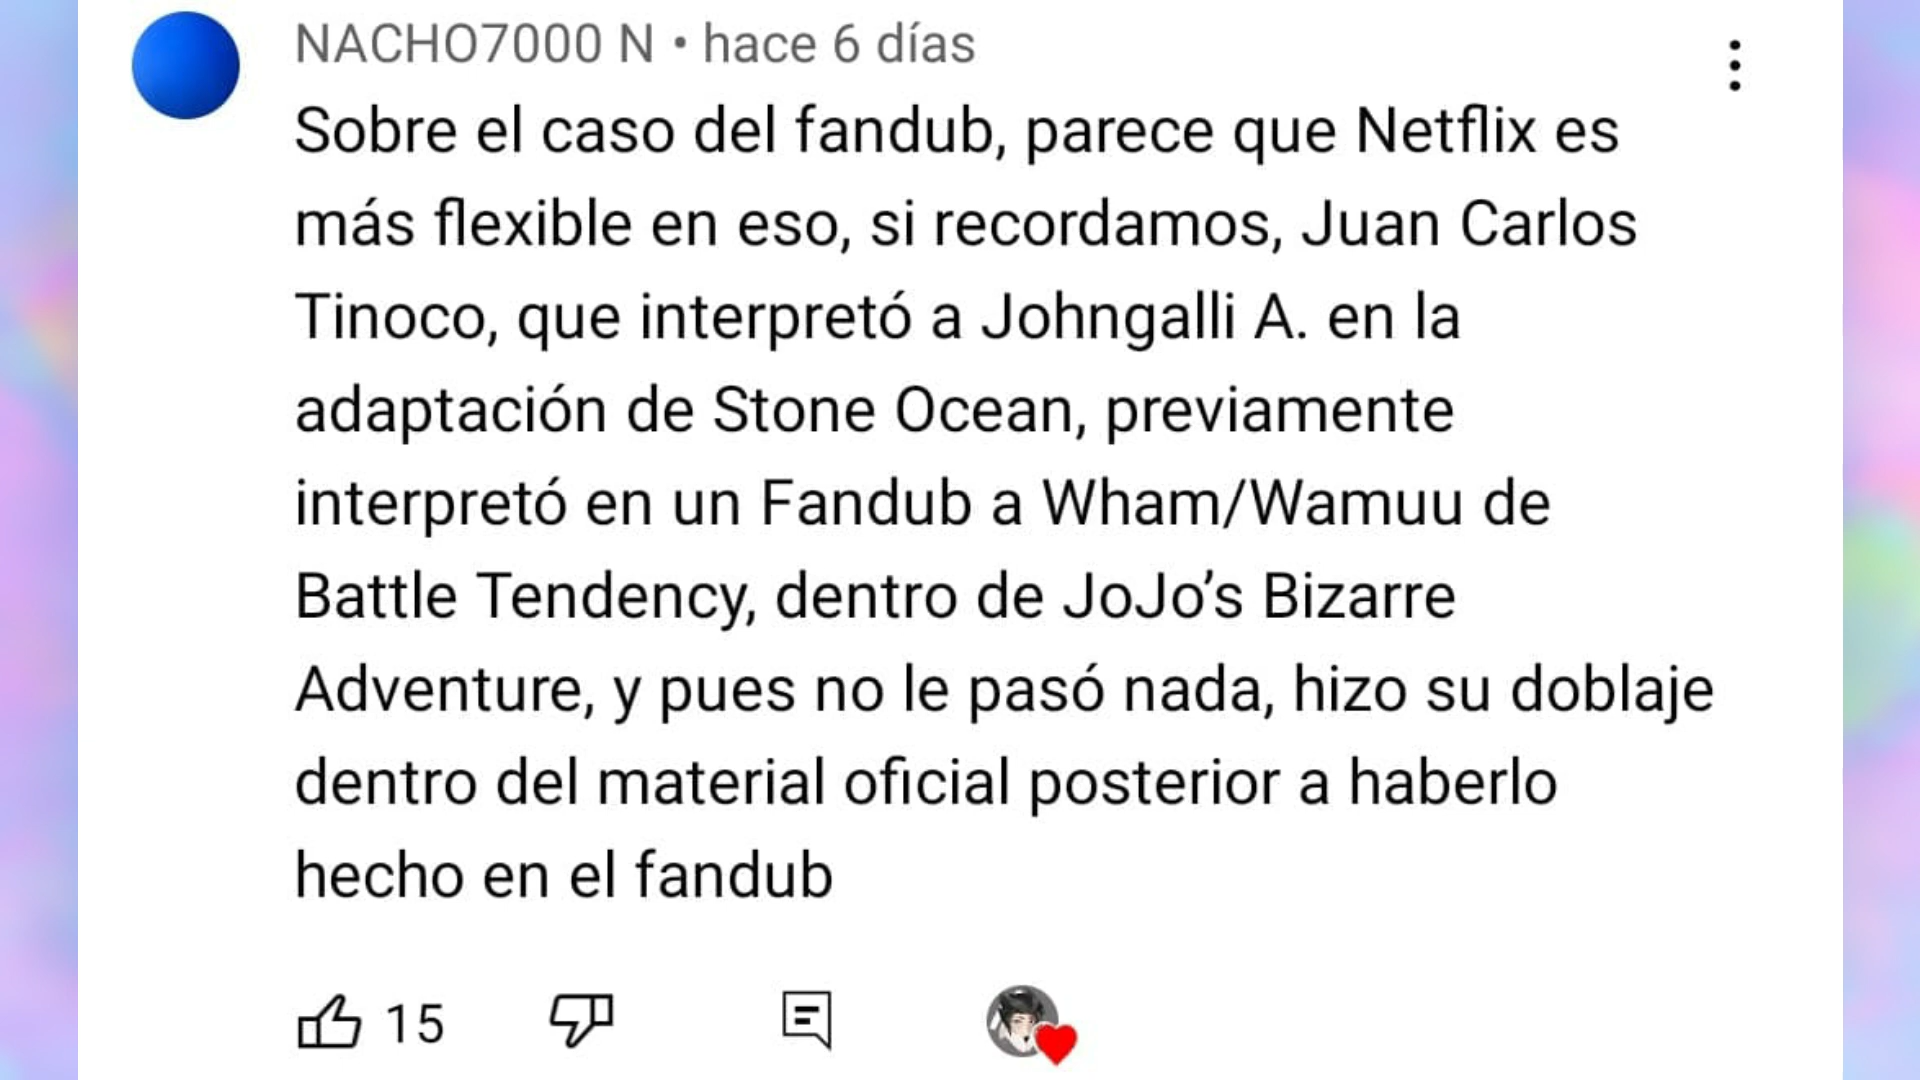 NACHO7000 N • hace 6 días
Sobre el caso del fandub, parece que Netflix es
más flexible en eso, si recordamos, Juan Carlos
Tinoco, que interpretó a Johngalli A. en la
adaptación de Stone Ocean, previamente
interpretó en un Fandub a Wham/Wamuu de
Battle Tendency, dentro de JoJo’s Bizarre
Adventure, y pues no le pasó nada, hizo su doblaje
dentro del material oficial posterior a haberlo
hecho en el fandub
15